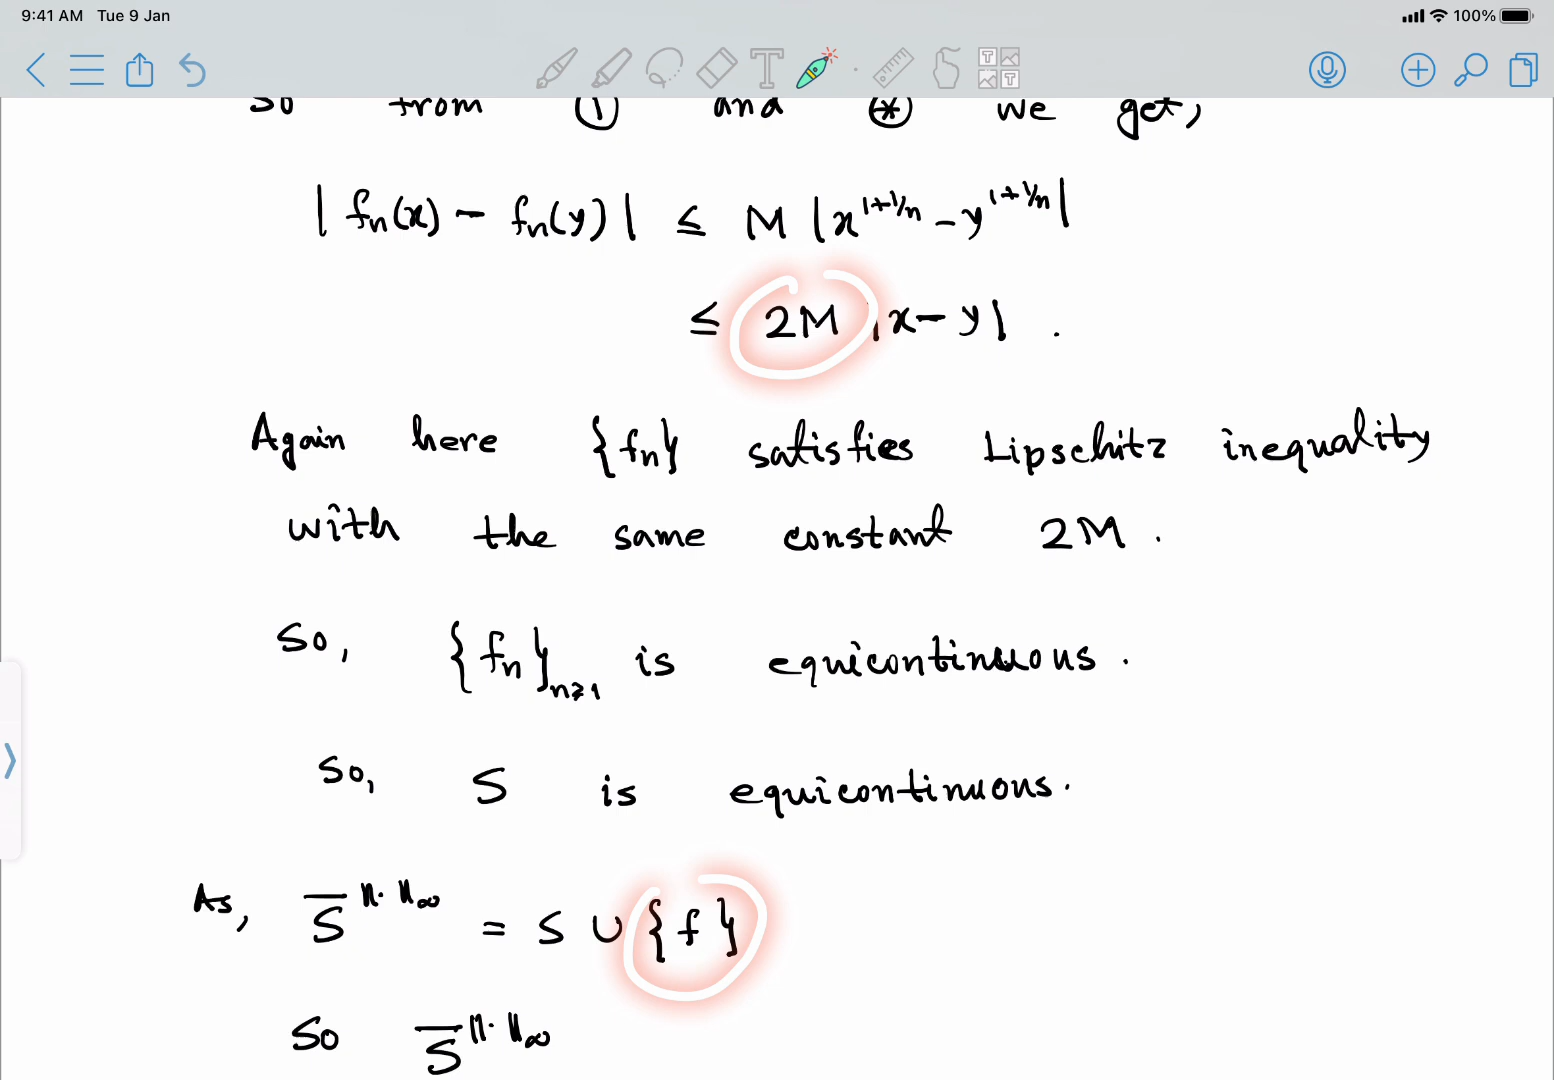 9:41 AM Tue 9 Jan 100%
So from ① and ⊛ we get,
| fn(x) - fn(y) | ≤ M | x^{1+1/n} - y^{1+1/n} |
≤ 2M | x - y | .
Again here {fn} satisfies Lipschitz inequality
with the same constant 2M .
So, {fn}_{n≥1} is equicontinuous .
So, S is equicontinuous.
As, S̅^{||·||∞} = S ∪ {f}
So S̅^{||·||∞}